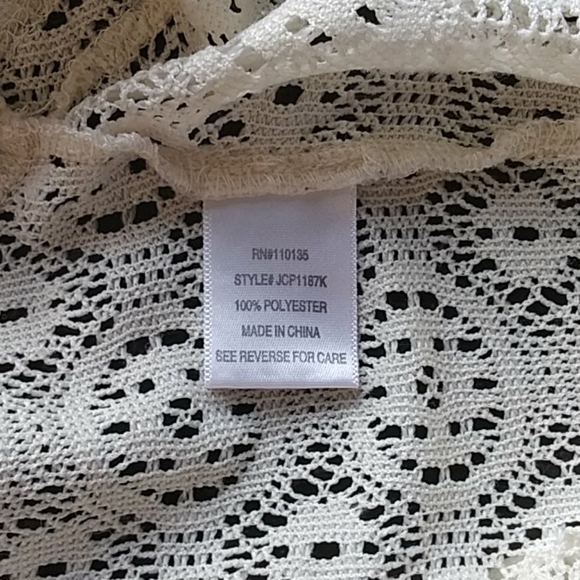 RN#110135
STYLE# JCP1187K
100% POLYESTER
MADE IN CHINA
SEE REVERSE FOR CARE